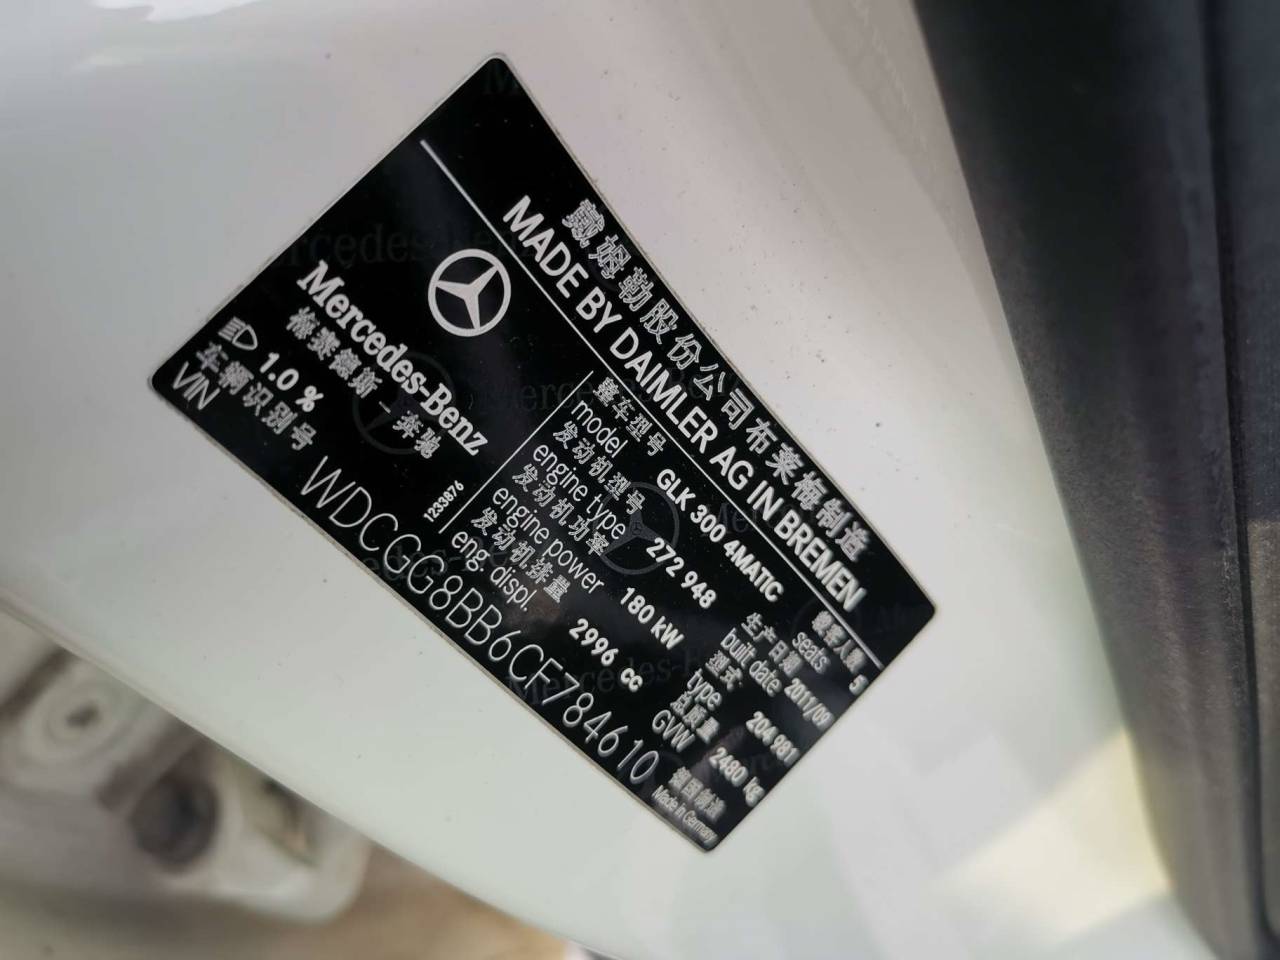 戴姆勒股份公司布莱梅制造
MADE BY DAIMLER AG IN BREMEN
Mercedes-Benz
梅赛德斯－奔驰
1.0 %
1233876
整车型号
model GLK 300 4MATC
发动机型号
engine type 272 948
发动机功率
engine power 180 kW
发动机排量
eng. displ. 2996 cc
乘客人数
seats 5
生产日期
built date 2011/09
型式
type 204 981
总质量
GVW 2480 kg
车辆识别号
VIN WDCGG8BB6CF784610
德国制造
Made in Germany